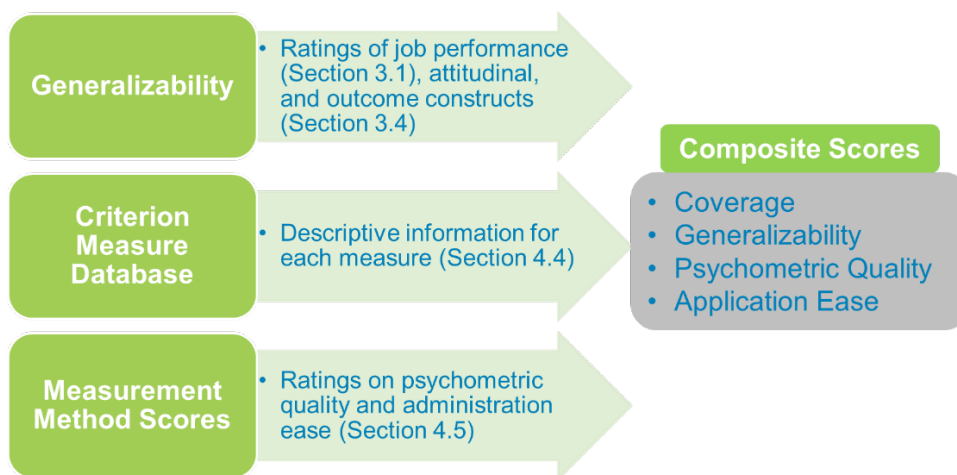 Generalizability
• Ratings of job performance
(Section 3.1), attitudinal,
and outcome constructs
(Section 3.4)
Criterion
Measure
Database
• Descriptive information for
each measure (Section 4.4)
Measurement
Method Scores
• Ratings on psychometric
quality and administration
ease (Section 4.5)
Composite Scores
• Coverage
• Generalizability
• Psychometric Quality
• Application Ease